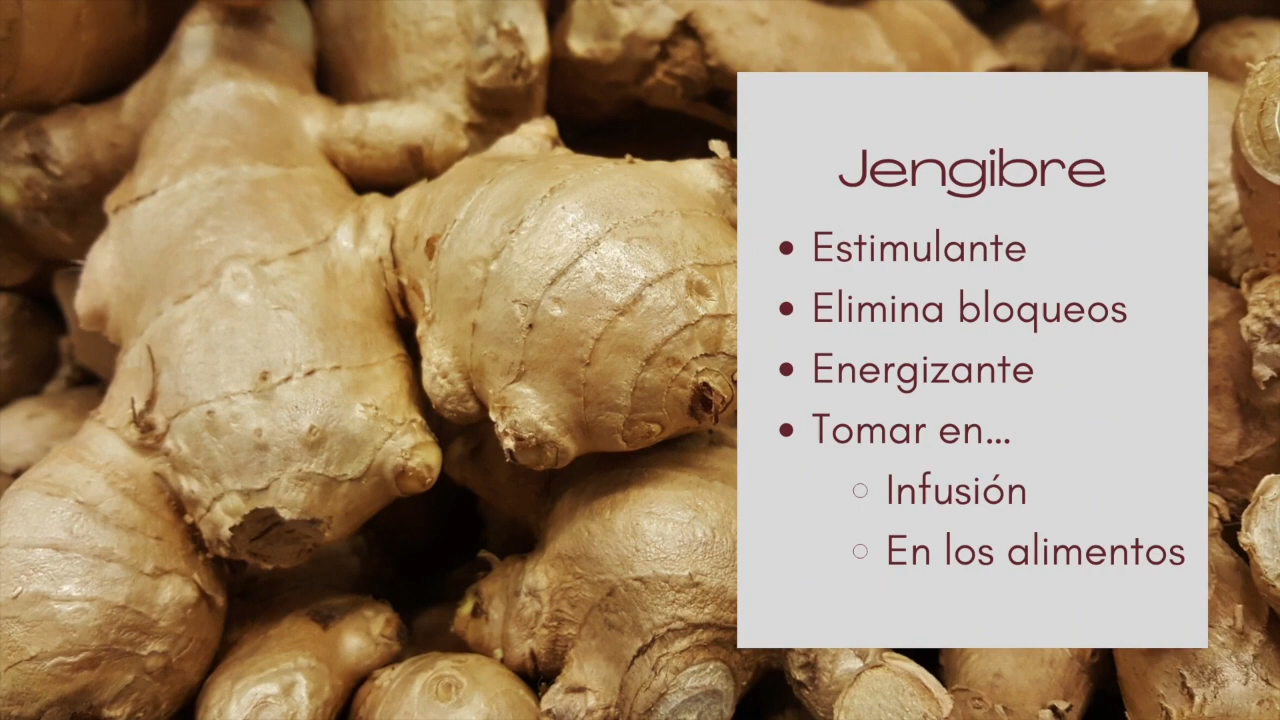 Jengibre
• Estimulante
• Elimina bloqueos
• Energizante
• Tomar en...
○ Infusión
○ En los alimentos